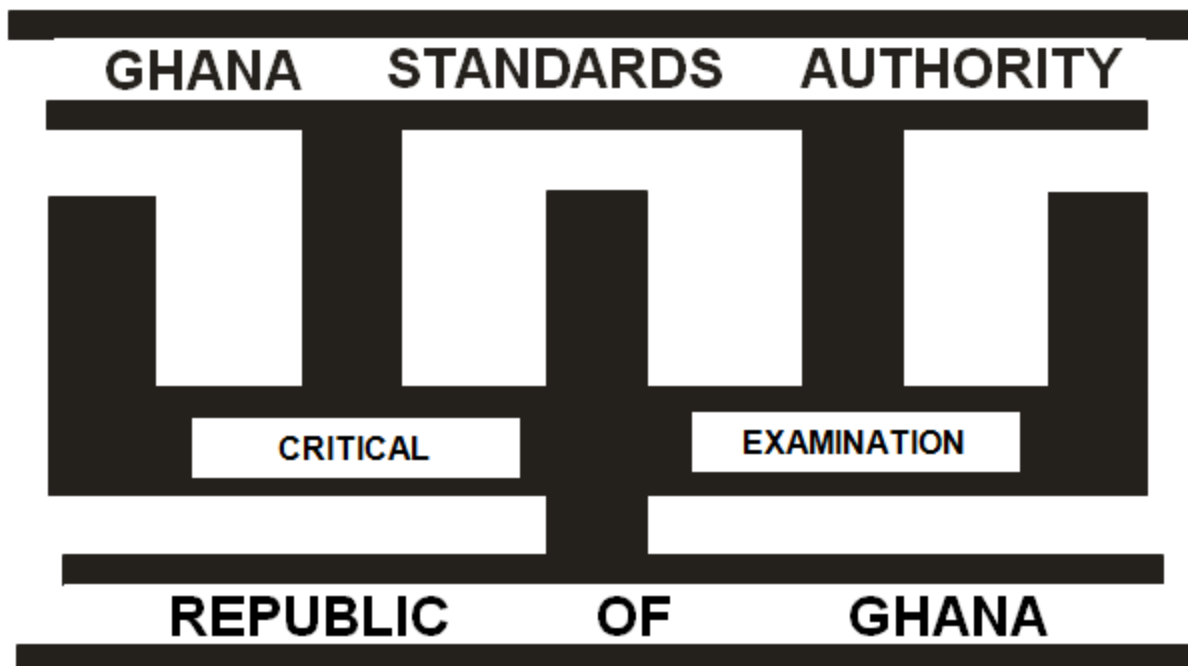 GHANA STANDARDS AUTHORITY
CRITICAL EXAMINATION
REPUBLIC OF GHANA